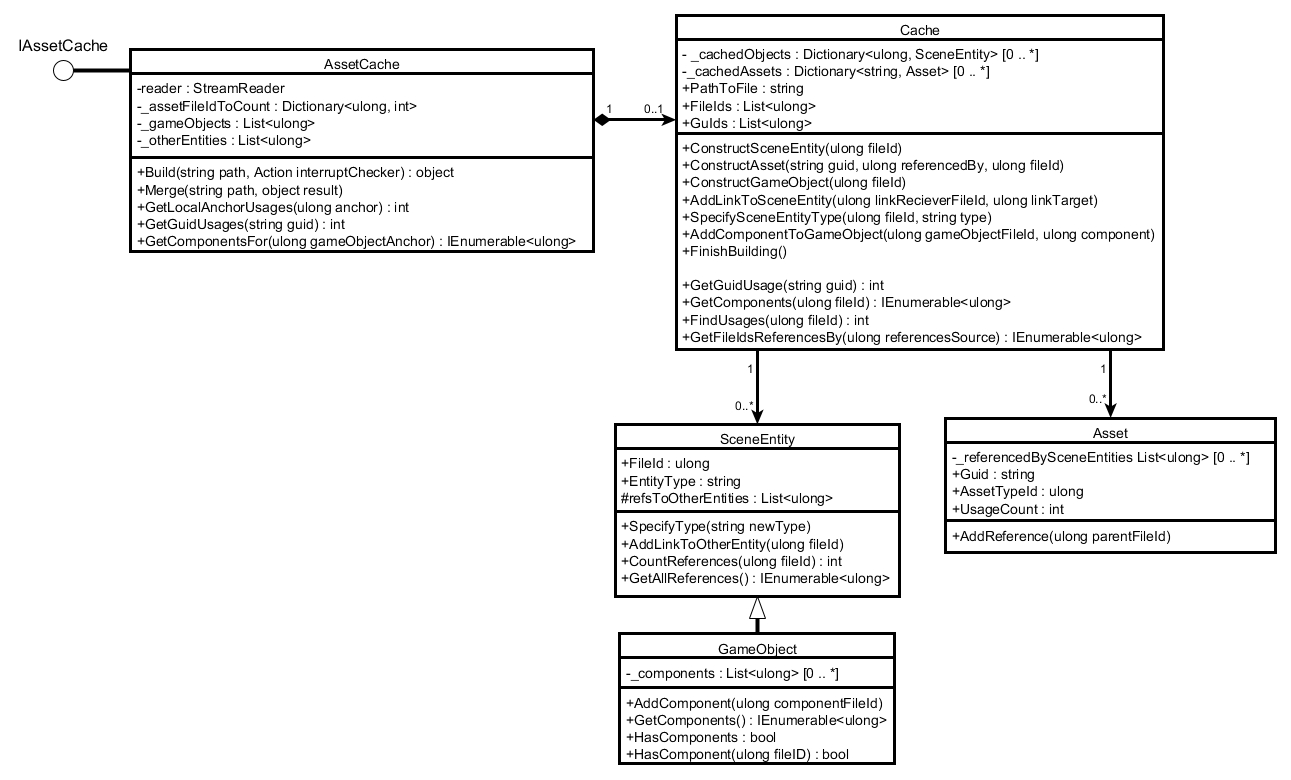 IAssetCache
AssetCache
-reader : StreamReader
-_assetFileIdToCount : Dictionary<ulong, int>
-_gameObjects : List<ulong>
-_otherEntities : List<ulong>
+Build(string path, Action interruptChecker) : object
+Merge(string path, object result)
+GetLocalAnchorUsages(ulong anchor) : int
+GetGuidUsages(string guid) : int
+GetComponentsFor(ulong gameObjectAnchor) : IEnumerable<ulong>
1
0..1
Cache
- _cachedObjects : Dictionary<ulong, SceneEntity> [0 .. *]
-_cachedAssets : Dictionary<string, Asset> [0 .. *]
+PathToFile : string
+FileIds : List<ulong>
+GuIds : List<ulong>
+ConstructSceneEntity(ulong fileId)
+ConstructAsset(string guid, ulong referencedBy, ulong fileId)
+ConstructGameObject(ulong fileId)
+AddLinkToSceneEntity(ulong linkRecieverFileId, ulong linkTarget)
+SpecifySceneEntityType(ulong fileId, string type)
+AddComponentToGameObject(ulong gameObjectFileId, ulong component)
+FinishBuilding()
+GetGuidUsage(string guid) : int
+GetComponents(ulong fileId) : IEnumerable<ulong>
+FindUsages(ulong fileId) : int
+GetFileIdsReferencesBy(ulong referencesSource) : IEnumerable<ulong>
1
0..*
1
0..*
SceneEntity
+FileId : ulong
+EntityType : string
#refsToOtherEntities : List<ulong>
+SpecifyType(string newType)
+AddLinkToOtherEntity(ulong fileId)
+CountReferences(ulong fileId) : int
+GetAllReferences() : IEnumerable<ulong>
Asset
-_referencedBySceneEntities List<ulong> [0 .. *]
+Guid : string
+AssetTypeId : ulong
+UsageCount : int
+AddReference(ulong parentFileId)
GameObject
-_components : List<ulong> [0 .. *]
+AddComponent(ulong componentFileId)
+GetComponents() : IEnumerable<ulong>
+HasComponents : bool
+HasComponent(ulong fileID) : bool